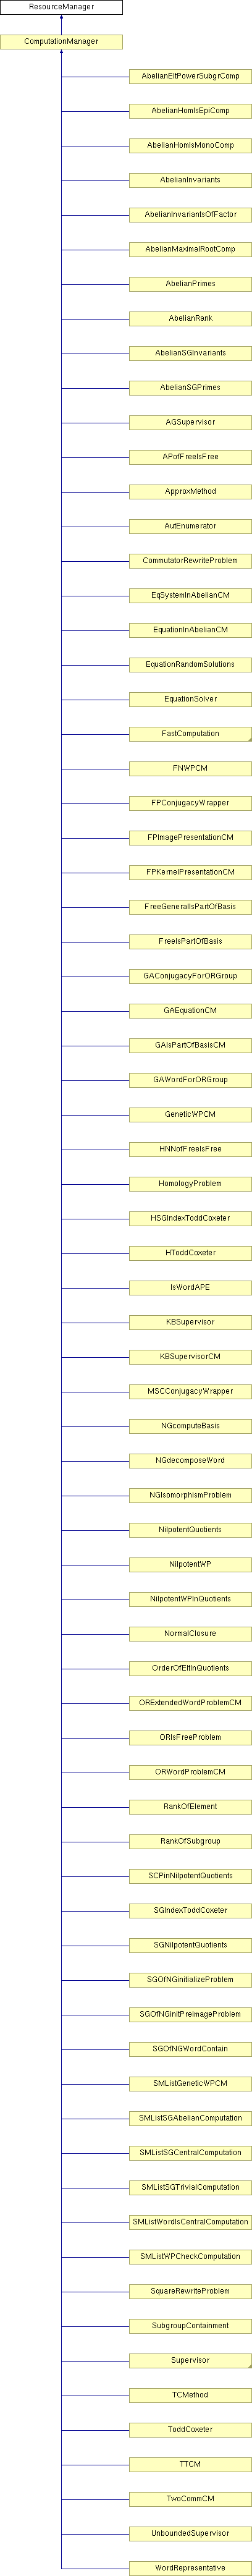 ResourceManager
ComputationManager
AbelianEltPowerSubgrComp
AbelianHomIsEpiComp
AbelianHomIsMonoComp
AbelianInvariants
AbelianInvariantsOfFactor
AbelianMaximalRootComp
AbelianPrimes
AbelianRank
AbelianSGInvariants
AbelianSGPrimes
AGSupervisor
APofFreeIsFree
ApproxMethod
AutEnumerator
CommutatorRewriteProblem
EqSystemInAbelianCM
EquationInAbelianCM
EquationRandomSolutions
EquationSolver
FastComputation
FNWPCM
FPConjugacyWrapper
FPImagePresentationCM
FPKernelPresentationCM
FreeGeneralIsPartOfBasis
FreeIsPartOfBasis
GAConjugacyForORGroup
GAEquationCM
GAIsPartOfBasisCM
GAWordForORGroup
GeneticWPCM
HNNofFreeIsFree
HomologyProblem
HSGIndexToddCoxeter
HToddCoxeter
IsWordAPE
KBSupervisor
KBSupervisorCM
MSCConjugacyWrapper
NGcomputeBasis
NGdecomposeWord
NGIsomorphismProblem
NilpotentQuotients
NilpotentWP
NilpotentWPInQuotients
NormalClosure
OrderOfEltInQuotients
ORExtendedWordProblemCM
ORIsFreeProblem
ORWordProblemCM
RankOfElement
RankOfSubgroup
SCPinNilpotentQuotients
SGIndexToddCoxeter
SGNilpotentQuotients
SGOfNGinitializeProblem
SGOfNGinitPreimageProblem
SGOfNGWordContain
SMListGeneticWPCM
SMListSGAbelianComputation
SMListSGCentralComputation
SMListSGTrivialComputation
SMListWordIsCentralComputation
SMListWPCheckComputation
SquareRewriteProblem
SubgroupContainment
Supervisor
TCMethod
ToddCoxeter
TTCM
TwoCommCM
UnboundedSupervisor
WordRepresentative